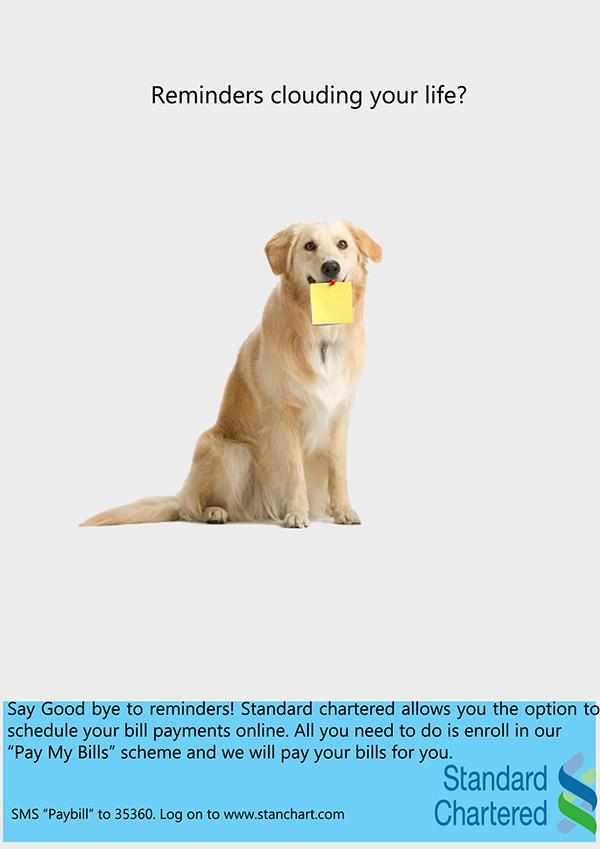 Reminders clouding your life?
Say Good bye to reminders! Standard chartered allows you the option to
schedule your bill payments online. All you need to do is enroll in our
“Pay My Bills” scheme and we will pay your bills for you.
Standard
Chartered
SMS “Paybill” to 35360. Log on to www.stanchart.com